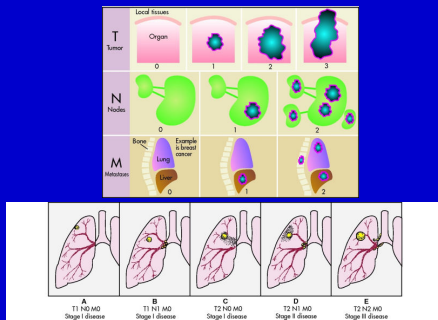 Local tissues
T
Tumor
Organ
0
1
2
3
N
Nodes
0
1
2
M
Metastases
Bone
Example
is breast
cancer
Lung
Liver
0
1
2
A
T1 N0 M0
Stage I disease
B
T1 N1 M0
Stage I disease
C
T2 N0 M0
Stage I disease
D
T2 N1 M0
Stage II disease
E
T2 N2 M0
Stage III disease